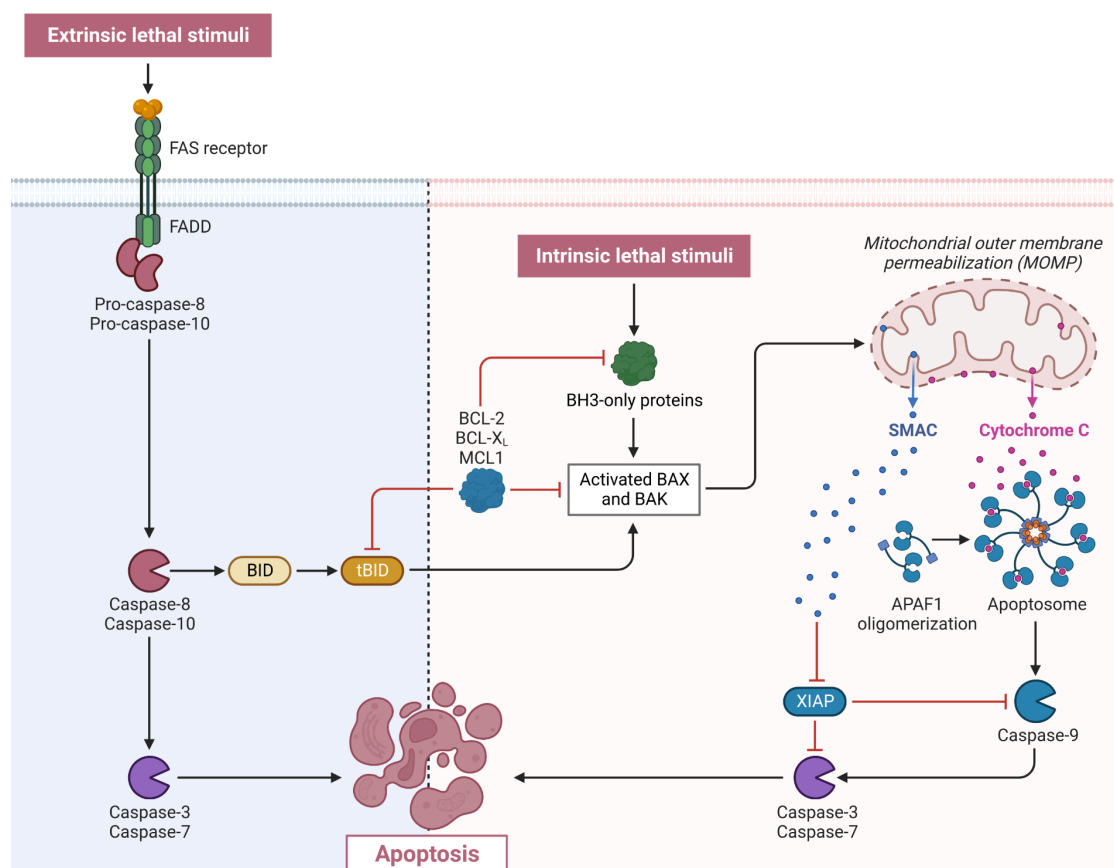 Extrinsic lethal stimuli
FAS receptor
FADD
Pro-caspase-8
Pro-caspase-10
Caspase-8
Caspase-10
BID
tBID
Caspase-3
Caspase-7
Intrinsic lethal stimuli
BH3-only proteins
BCL-2
BCL-X_L
MCL1
Activated BAX
and BAK
Mitochondrial outer membrane
permeabilization (MOMP)
SMAC
Cytochrome C
APAF1
oligomerization
Apoptosome
XIAP
Caspase-9
Caspase-3
Caspase-7
Apoptosis